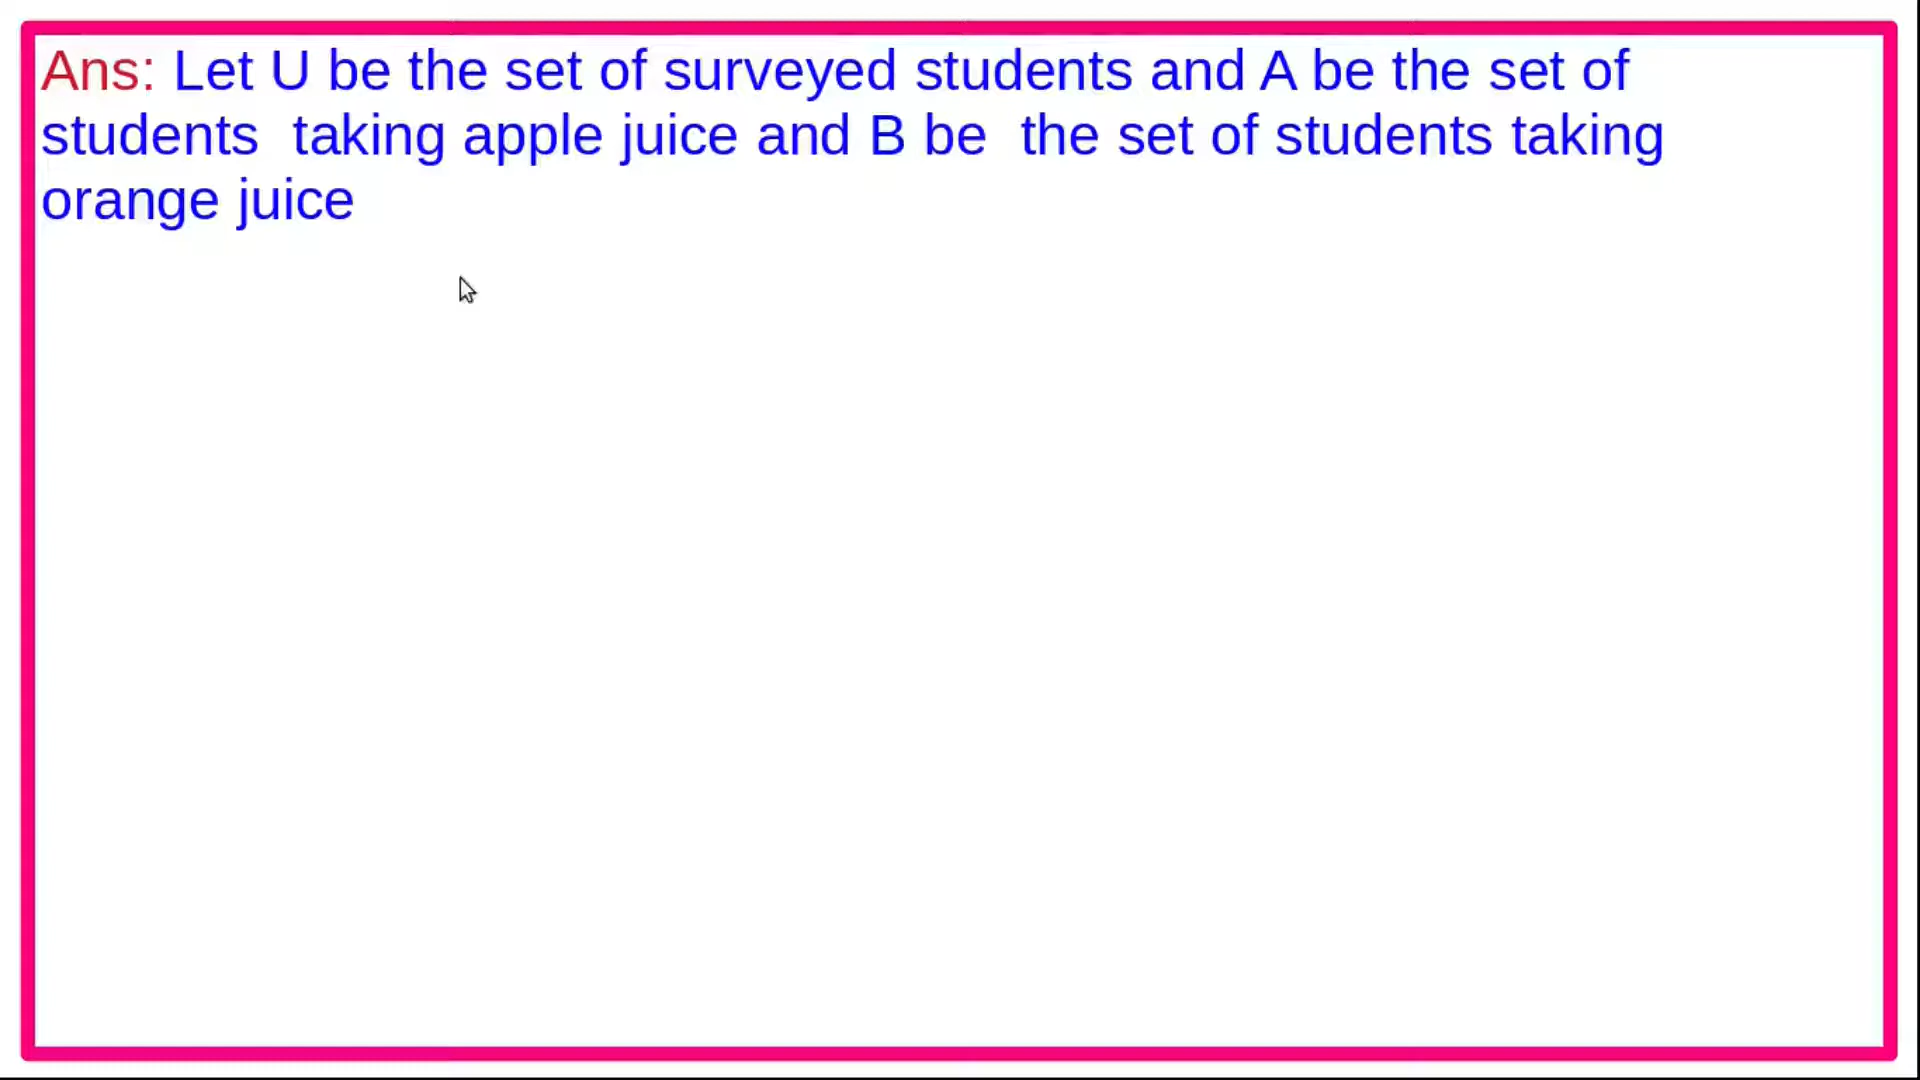 Ans: Let U be the set of surveyed students and A be the set of
students  taking apple juice and B be  the set of students taking
orange juice